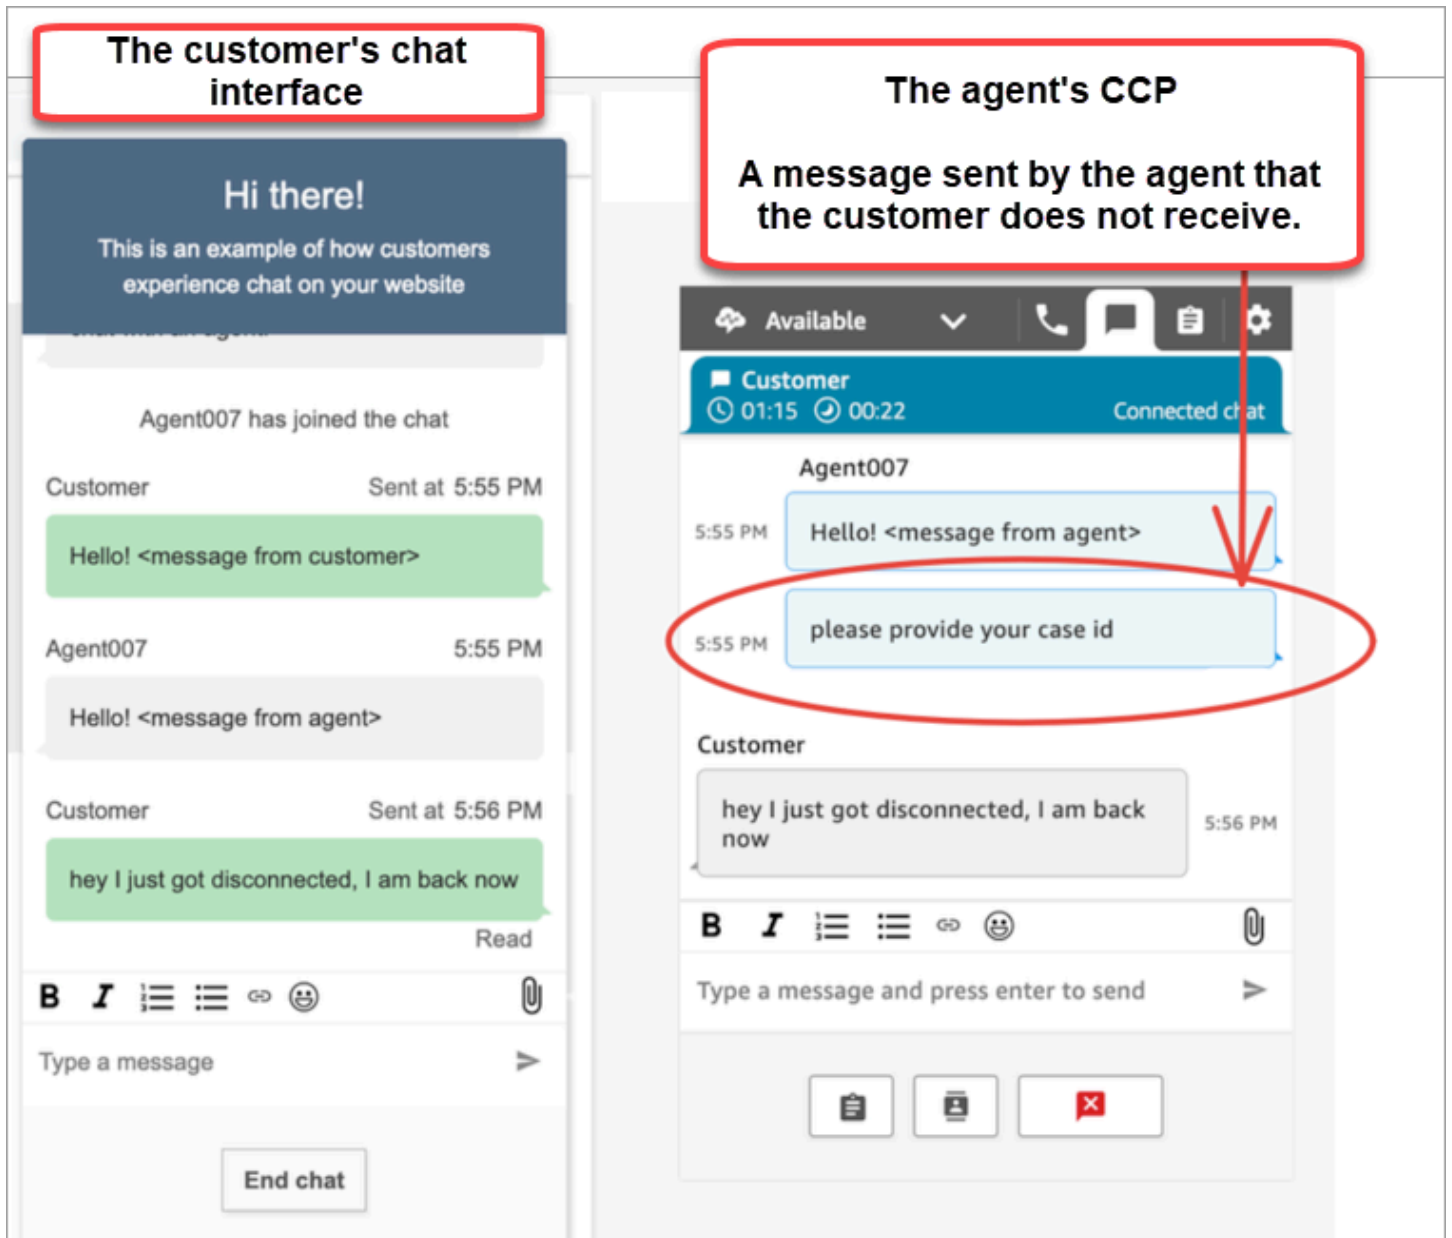 The customer's chat
interface
Hi there!
This is an example of how customers
experience chat on your website
chat with an agent.
Agent007 has joined the chat
Customer Sent at 5:55 PM
Hello! <message from customer>
Agent007 5:55 PM
Hello! <message from agent>
Customer Sent at 5:56 PM
hey I just got disconnected, I am back now
Read
B I
Type a message
End chat
The agent's CCP
A message sent by the agent that
the customer does not receive.
Available
Customer
01:15 00:22 Connected chat
Agent007
5:55 PM Hello! <message from agent>
5:55 PM please provide your case id
Customer
hey I just got disconnected, I am back
now
5:56 PM
B I
Type a message and press enter to send